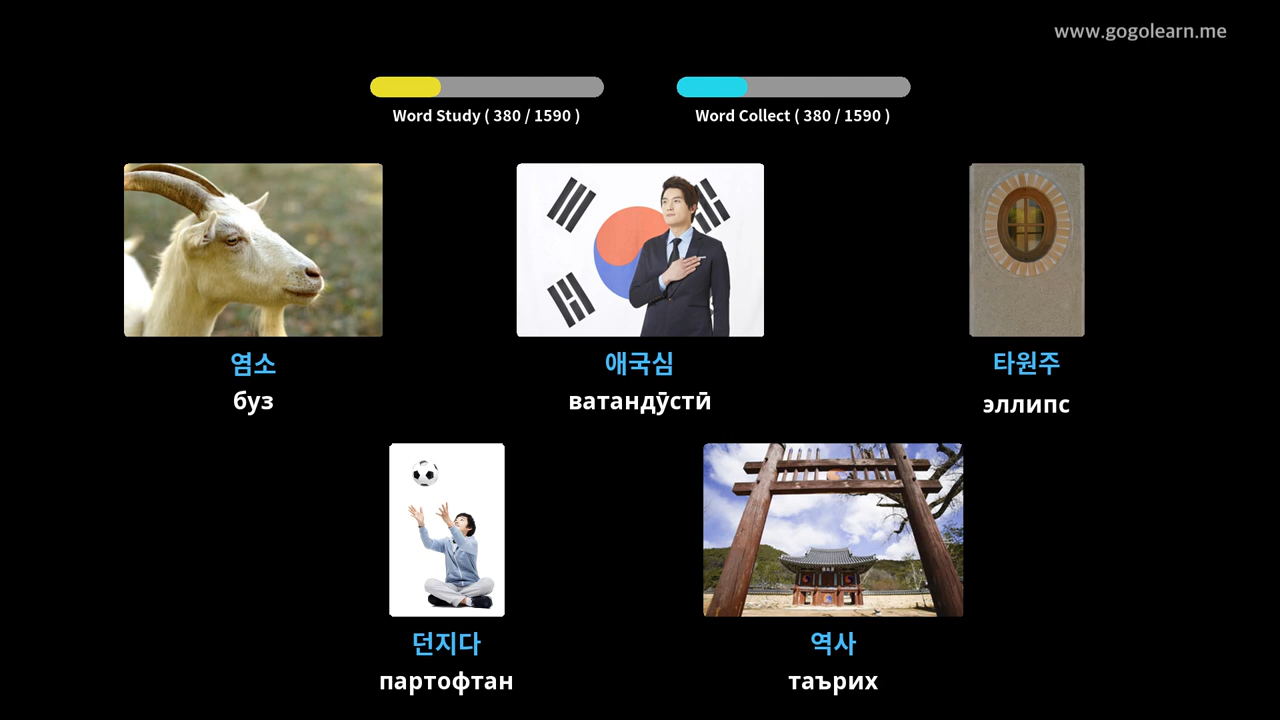 www.gogolearn.me
Word Study ( 380 / 1590 )
Word Collect ( 380 / 1590 )
염소
буз
애국심
ватандӯстӣ
타원주
эллипс
던지다
партофтан
역사
таърих